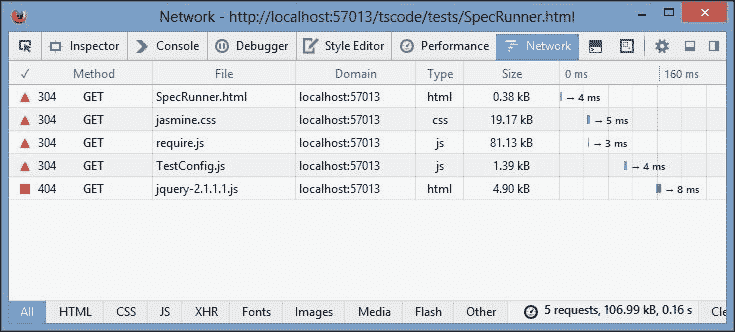 Network - http://localhost:57013/tscode/tests/SpecRunner.html
Inspector Console Debugger Style Editor Performance Network
✓ Method File Domain Type Size 0 ms 160 ms
304 GET SpecRunner.html localhost:57013 html 0.38 kB → 4 ms
304 GET jasmine.css localhost:57013 css 19.17 kB → 5 ms
304 GET require.js localhost:57013 js 81.13 kB → 3 ms
304 GET TestConfig.js localhost:57013 js 1.39 kB → 4 ms
404 GET jquery-2.1.1.1.js localhost:57013 html 4.90 kB → 8 ms
All HTML CSS JS XHR Fonts Images Media Flash Other 5 requests, 106.99 kB, 0.16 s Cle